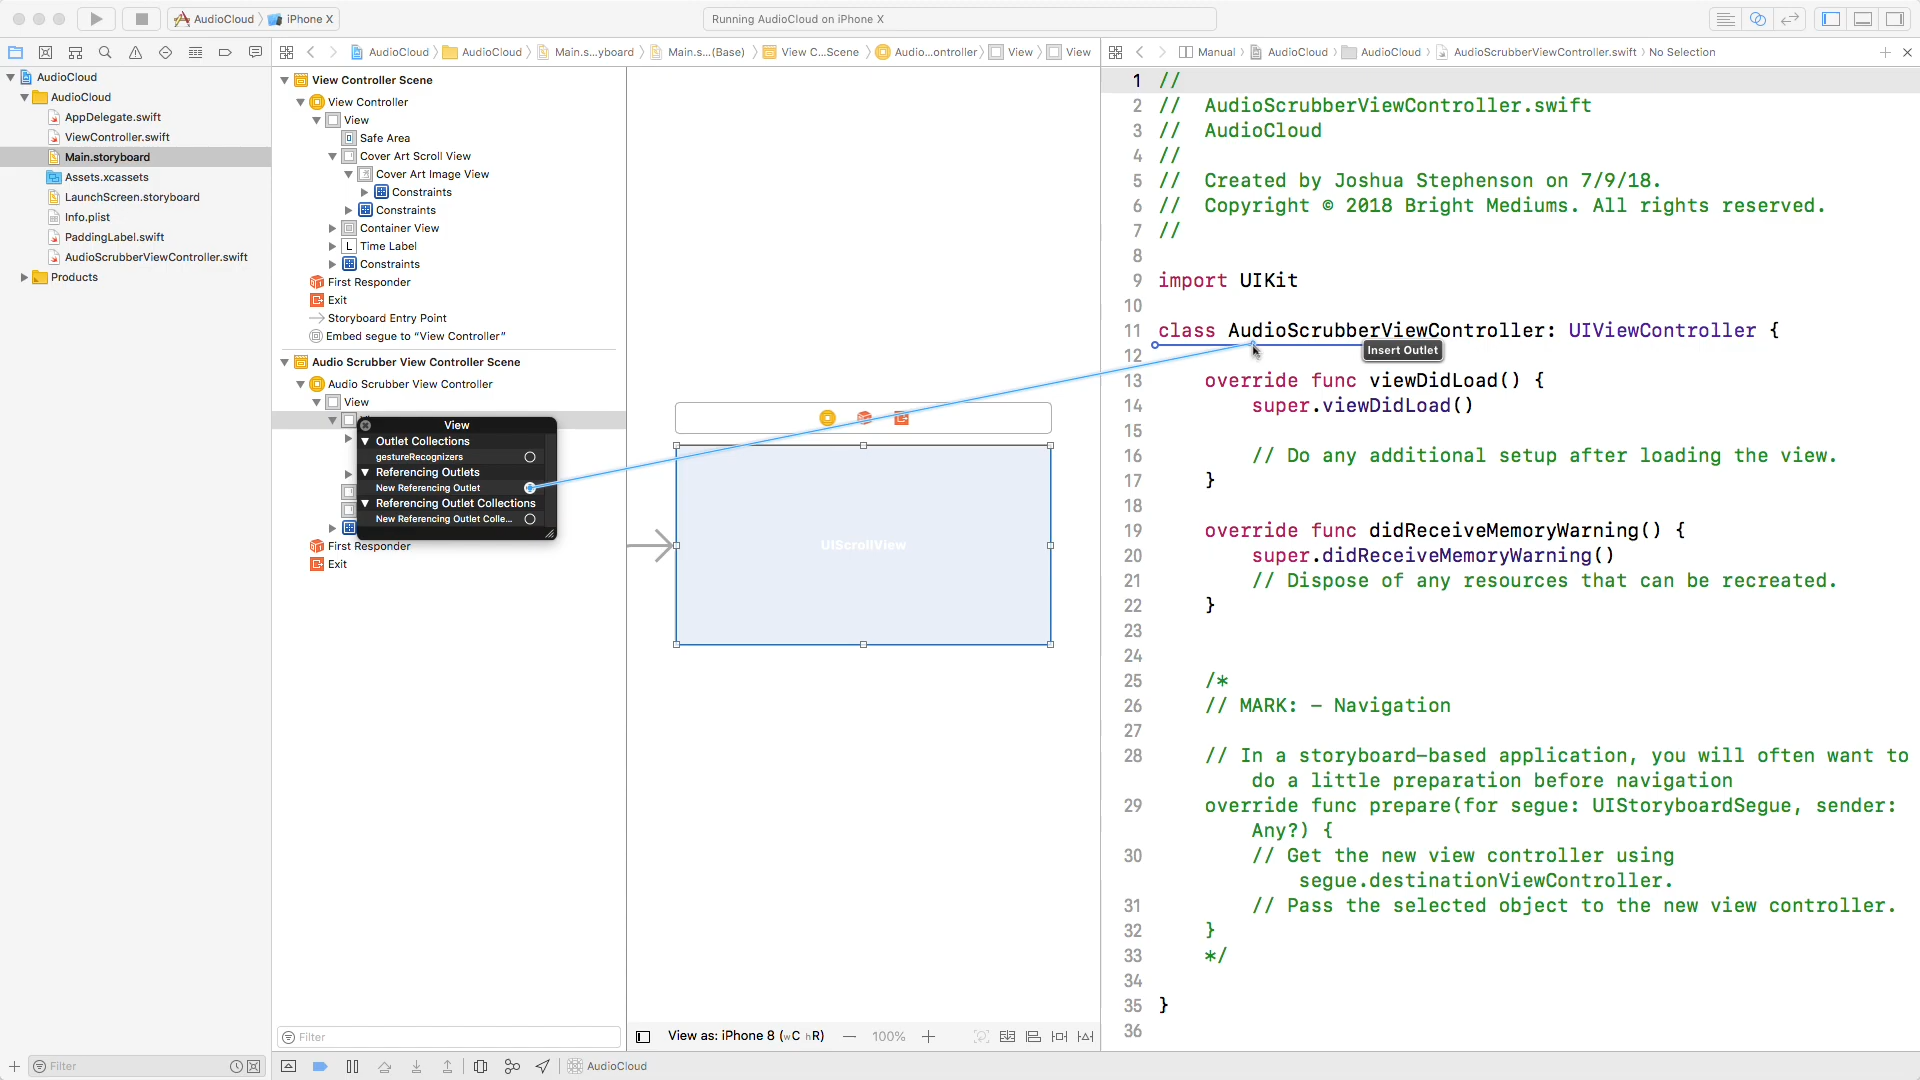 AudioCloud
iPhone X
Running AudioCloud on iPhone X
AudioCloud
AudioCloud
Main.s...yboard
Main.s...(Base)
View C...Scene
Audio...ontroller
View
View
Manual
AudioCloud
AudioCloud
AudioScrubberViewController.swift
No Selection
AudioCloud
AudioCloud
AppDelegate.swift
ViewController.swift
Main.storyboard
Assets.xcassets
LaunchScreen.storyboard
Info.plist
PaddingLabel.swift
AudioScrubberViewController.swift
Products
Filter
View Controller Scene
View Controller
View
Safe Area
Cover Art Scroll View
Cover Art Image View
Constraints
Constraints
Container View
L Time Label
Constraints
First Responder
Exit
Storyboard Entry Point
Embed segue to “View Controller”
Audio Scrubber View Controller Scene
Audio Scrubber View Controller
View
View
Outlet Collections
gestureRecognizers
Referencing Outlets
New Referencing Outlet
Referencing Outlet Collections
New Referencing Outlet Colle...
First Responder
Exit
Filter
UIScrollView
View as: iPhone 8 (wC hR)
100%
AudioCloud
1 //
2 // AudioScrubberViewController.swift
3 // AudioCloud
4 //
5 // Created by Joshua Stephenson on 7/9/18.
6 // Copyright © 2018 Bright Mediums. All rights reserved.
7 //
8
9 import UIKit
10
11 class AudioScrubberViewController: UIViewController {
Insert Outlet
12
13 override func viewDidLoad() {
14 super.viewDidLoad()
15
16 // Do any additional setup after loading the view.
17 }
18
19 override func didReceiveMemoryWarning() {
20 super.didReceiveMemoryWarning()
21 // Dispose of any resources that can be recreated.
22 }
23
24
25 /*
26 // MARK: - Navigation
27
28 // In a storyboard-based application, you will often want to
do a little preparation before navigation
29 override func prepare(for segue: UIStoryboardSegue, sender:
Any?) {
30 // Get the new view controller using
segue.destinationViewController.
31 // Pass the selected object to the new view controller.
32 }
33 */
34
35 }
36